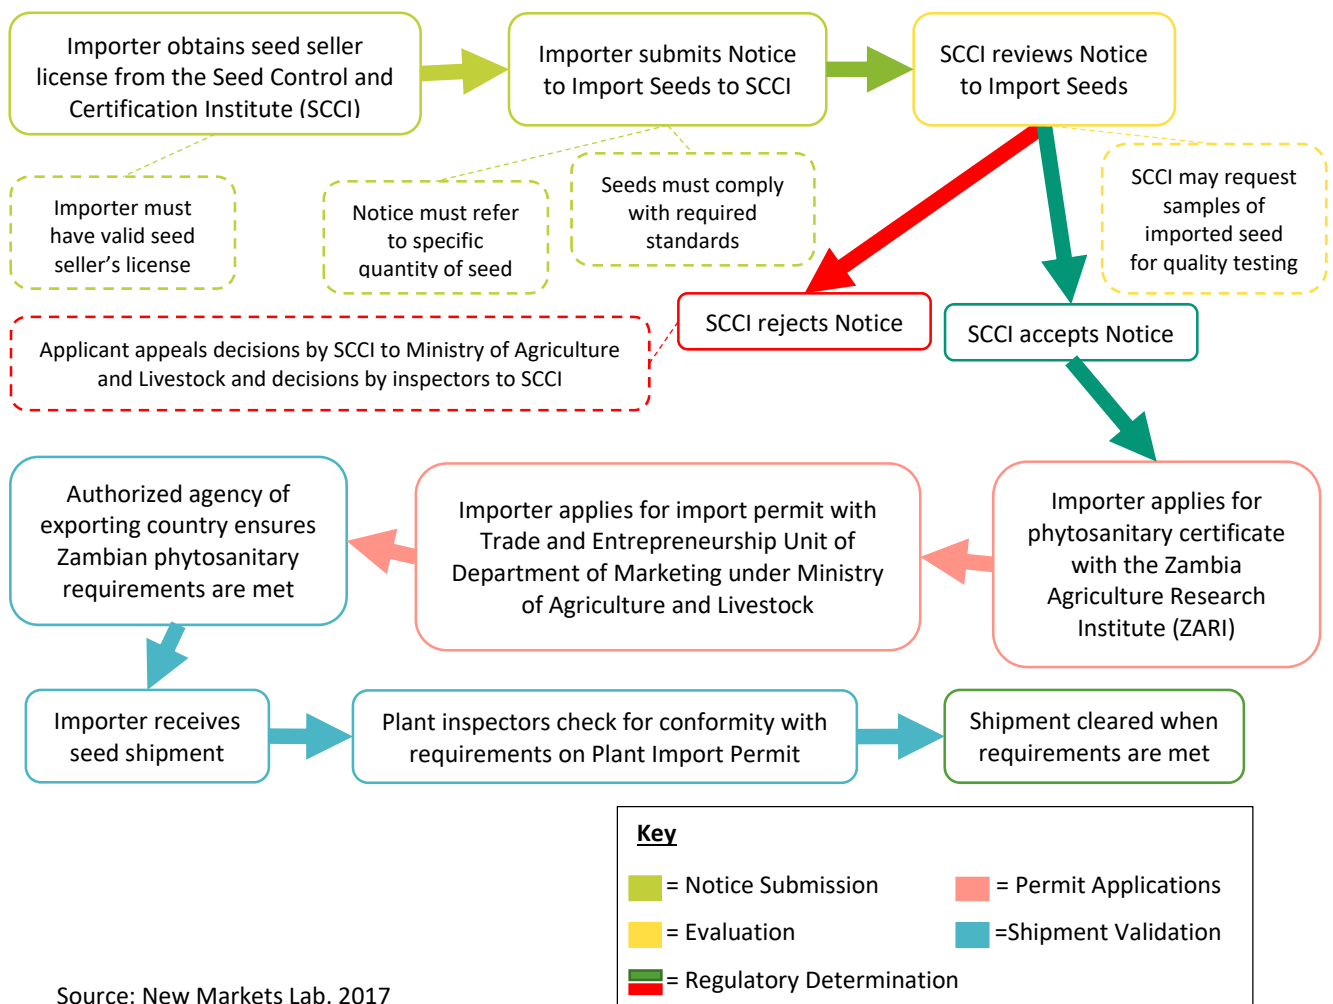 Importer obtains seed seller
license from the Seed Control and
Certification Institute (SCCI)
Importer submits Notice
to Import Seeds to SCCI
SCCI reviews Notice
to Import Seeds
Importer must
have valid seed
seller’s license
Notice must refer
to specific
quantity of seed
Seeds must comply
with required
standards
SCCI may request
samples of
imported seed
for quality testing
SCCI rejects Notice
SCCI accepts Notice
Applicant appeals decisions by SCCI to Ministry of Agriculture
and Livestock and decisions by inspectors to SCCI
Importer applies for
phytosanitary certificate
with the Zambia
Agriculture Research
Institute (ZARI)
Importer applies for import permit with
Trade and Entrepreneurship Unit of
Department of Marketing under Ministry
of Agriculture and Livestock
Authorized agency of
exporting country ensures
Zambian phytosanitary
requirements are met
Importer receives
seed shipment
Plant inspectors check for conformity with
requirements on Plant Import Permit
Shipment cleared when
requirements are met
Key
= Notice Submission
= Permit Applications
= Evaluation
=Shipment Validation
= Regulatory Determination
Source: New Markets Lab, 2017